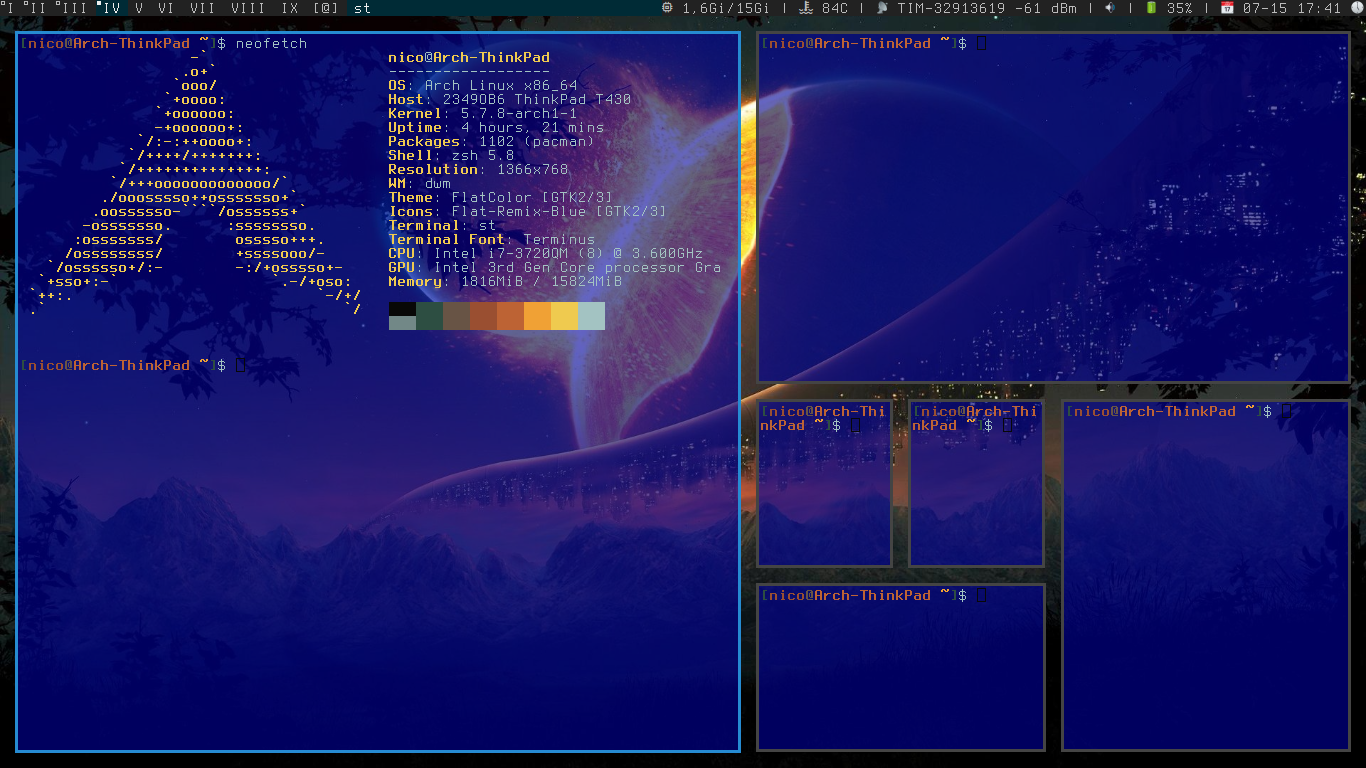 I II III IV V VI VII VIII IX [@] st 1,6Gi/15Gi | 84C | TIM-32913619 -61 dBm | | 35% | 07-15 17:41
[nico@Arch-ThinkPad ~]$ neofetch
nico@Arch-ThinkPad
------------------
OS: Arch Linux x86_64
Host: 2349OB6 ThinkPad T430
Kernel: 5.7.8-arch1-1
Uptime: 4 hours, 21 mins
Packages: 1102 (pacman)
Shell: zsh 5.8
Resolution: 1366x768
WM: dwm
Theme: FlatColor [GTK2/3]
Icons: Flat-Remix-Blue [GTK2/3]
Terminal: st
Terminal Font: Terminus
CPU: Intel i7-3720QM (8) @ 3.600GHz
GPU: Intel 3rd Gen Core processor Gra
Memory: 1816MiB / 15824MiB
[nico@Arch-ThinkPad ~]$
[nico@Arch-ThinkPad ~]$
[nico@Arch-Thi
nkPad ~]$
[nico@Arch-Thi
nkPad ~]$
[nico@Arch-ThinkPad ~]$
[nico@Arch-ThinkPad ~]$